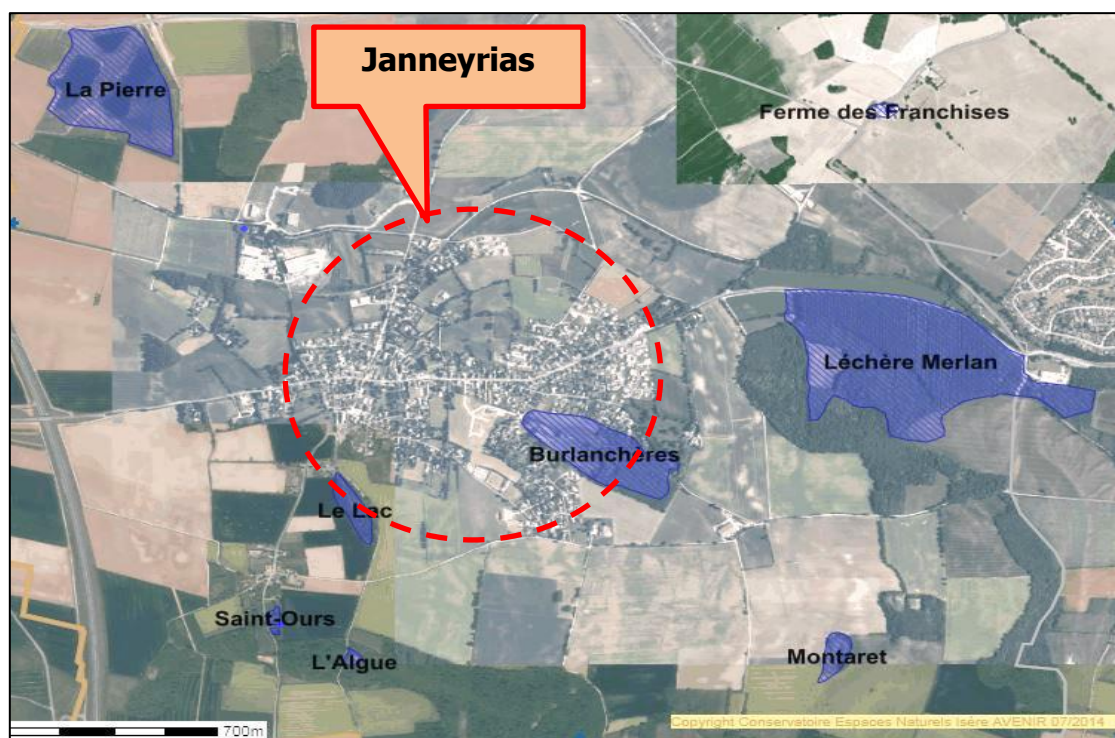 Janneyrias
La Pierre
Ferme des Franchises
Léchère Merlan
Burlanchères
Le Lac
Saint-Ours
L'Algue
Montaret
700m
Copyright Conservatoire Espaces Naturels Isère AVENIR 07/2014